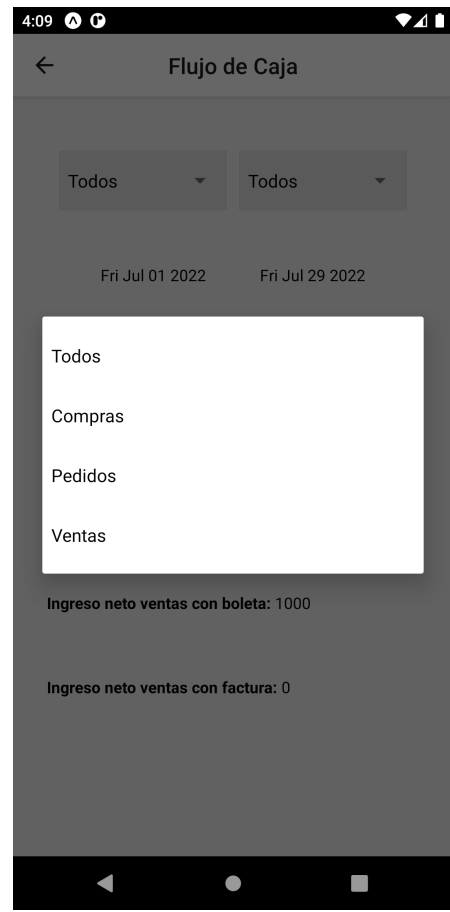 4:09
Flujo de Caja
Todos Todos
Fri Jul 01 2022 Fri Jul 29 2022
Todos
Compras
Pedidos
Ventas
Ingreso neto ventas con boleta: 1000
Ingreso neto ventas con factura: 0